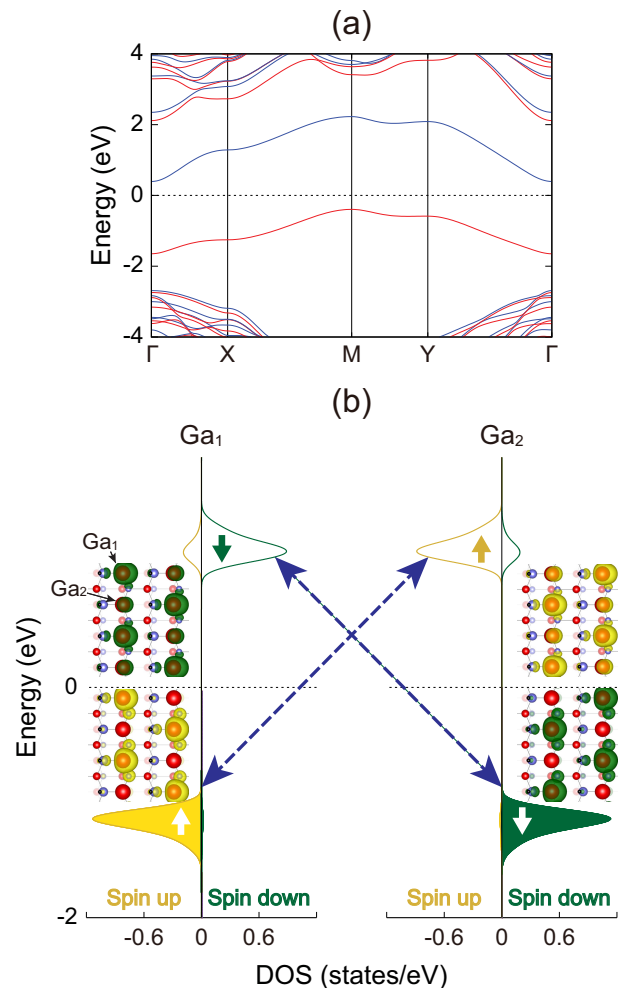 (a)
Energy (eV)
4
2
0
-2
-4
Γ X M Y Γ
(b)
Ga₁ Ga₂
Ga₁
Ga₂
Energy (eV)
0
-2
Spin up Spin down Spin up Spin down
-0.6 0 0.6 -0.6 0 0.6
DOS (states/eV)